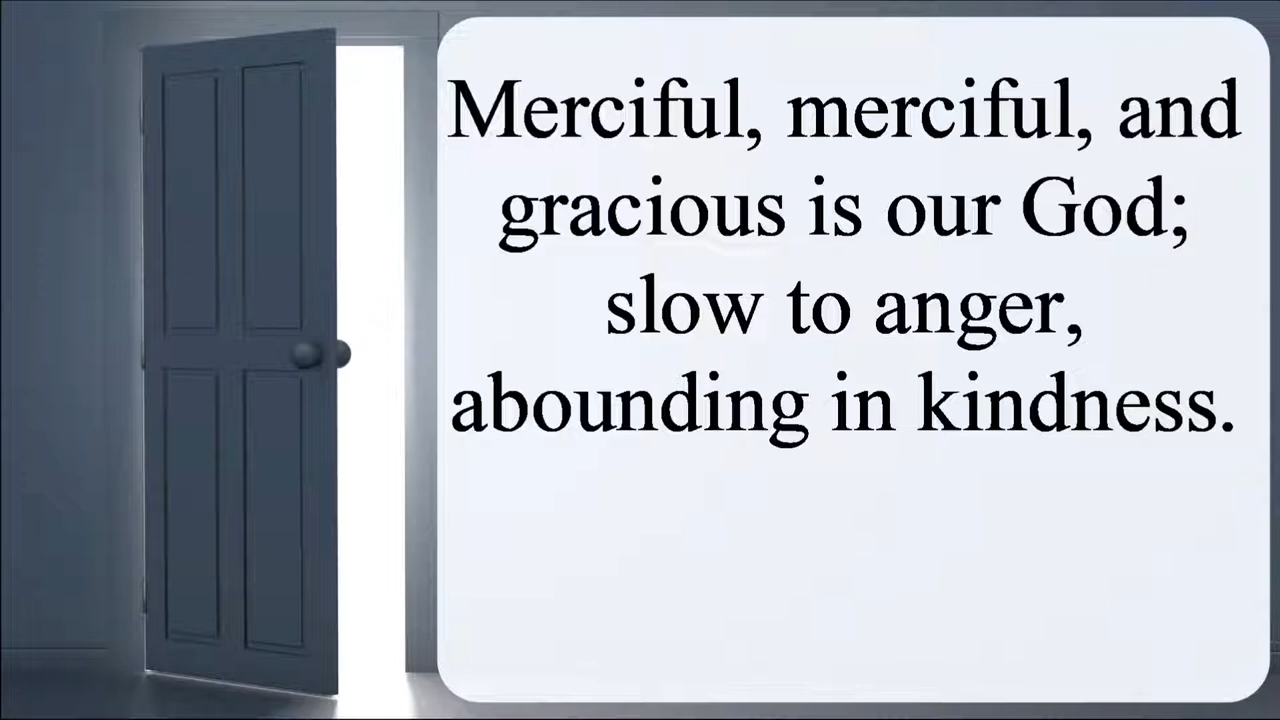 Merciful, merciful, and
gracious is our God;
slow to anger,
abounding in kindness.